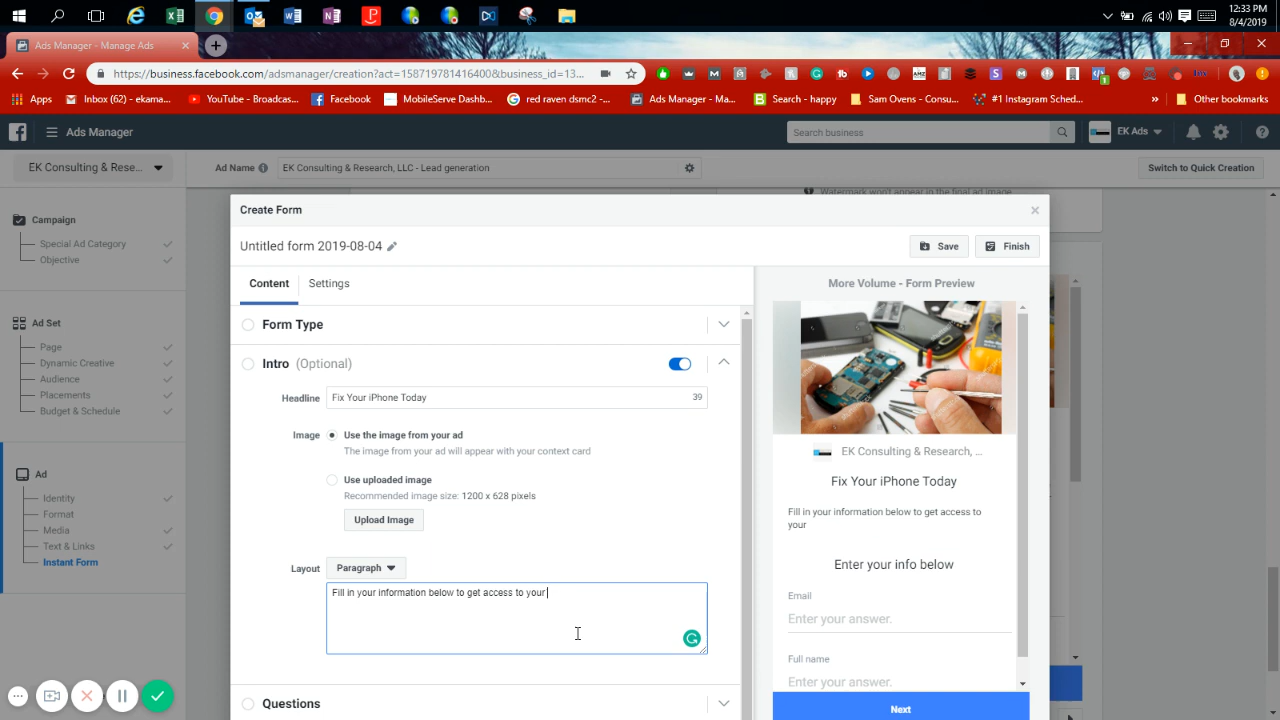 12:33 PM
8/4/2019
Ads Manager - Manage Ads
https://business.facebook.com/adsmanager/creation?act=1587197814164008&business_id=13...
Apps
Inbox (62) - ekama...
YouTube - Broadcas...
Facebook
MobileServe Dashb...
red raven dsmc2 -...
Ads Manager - Ma...
Search - happy
Sam Ovens - Consu...
#1 Instagram Sched...
»
Other bookmarks
Ads Manager
Search business
EK Ads
EK Consulting & Rese...
Ad Name
EK Consulting & Research, LLC - Lead generation
Switch to Quick Creation
Watermark won't appear in the final ad image
Campaign
Special Ad Category
Objective
Ad Set
Page
Dynamic Creative
Audience
Placements
Budget & Schedule
Ad
Identity
Format
Media
Text & Links
Instant Form
Create Form
Untitled form 2019-08-04
Save
Finish
Content
Settings
Form Type
Intro (Optional)
Headline
Fix Your iPhone Today
39
Image
Use the image from your ad
The image from your ad will appear with your context card
Use uploaded image
Recommended image size: 1200 x 628 pixels
Upload Image
Layout
Paragraph
Fill in your information below to get access to your
Questions
More Volume - Form Preview
EK Consulting & Research, ...
Fix Your iPhone Today
Fill in your information below to get access to
your
Enter your info below
Email
Enter your answer.
Full name
Enter your answer.
Next